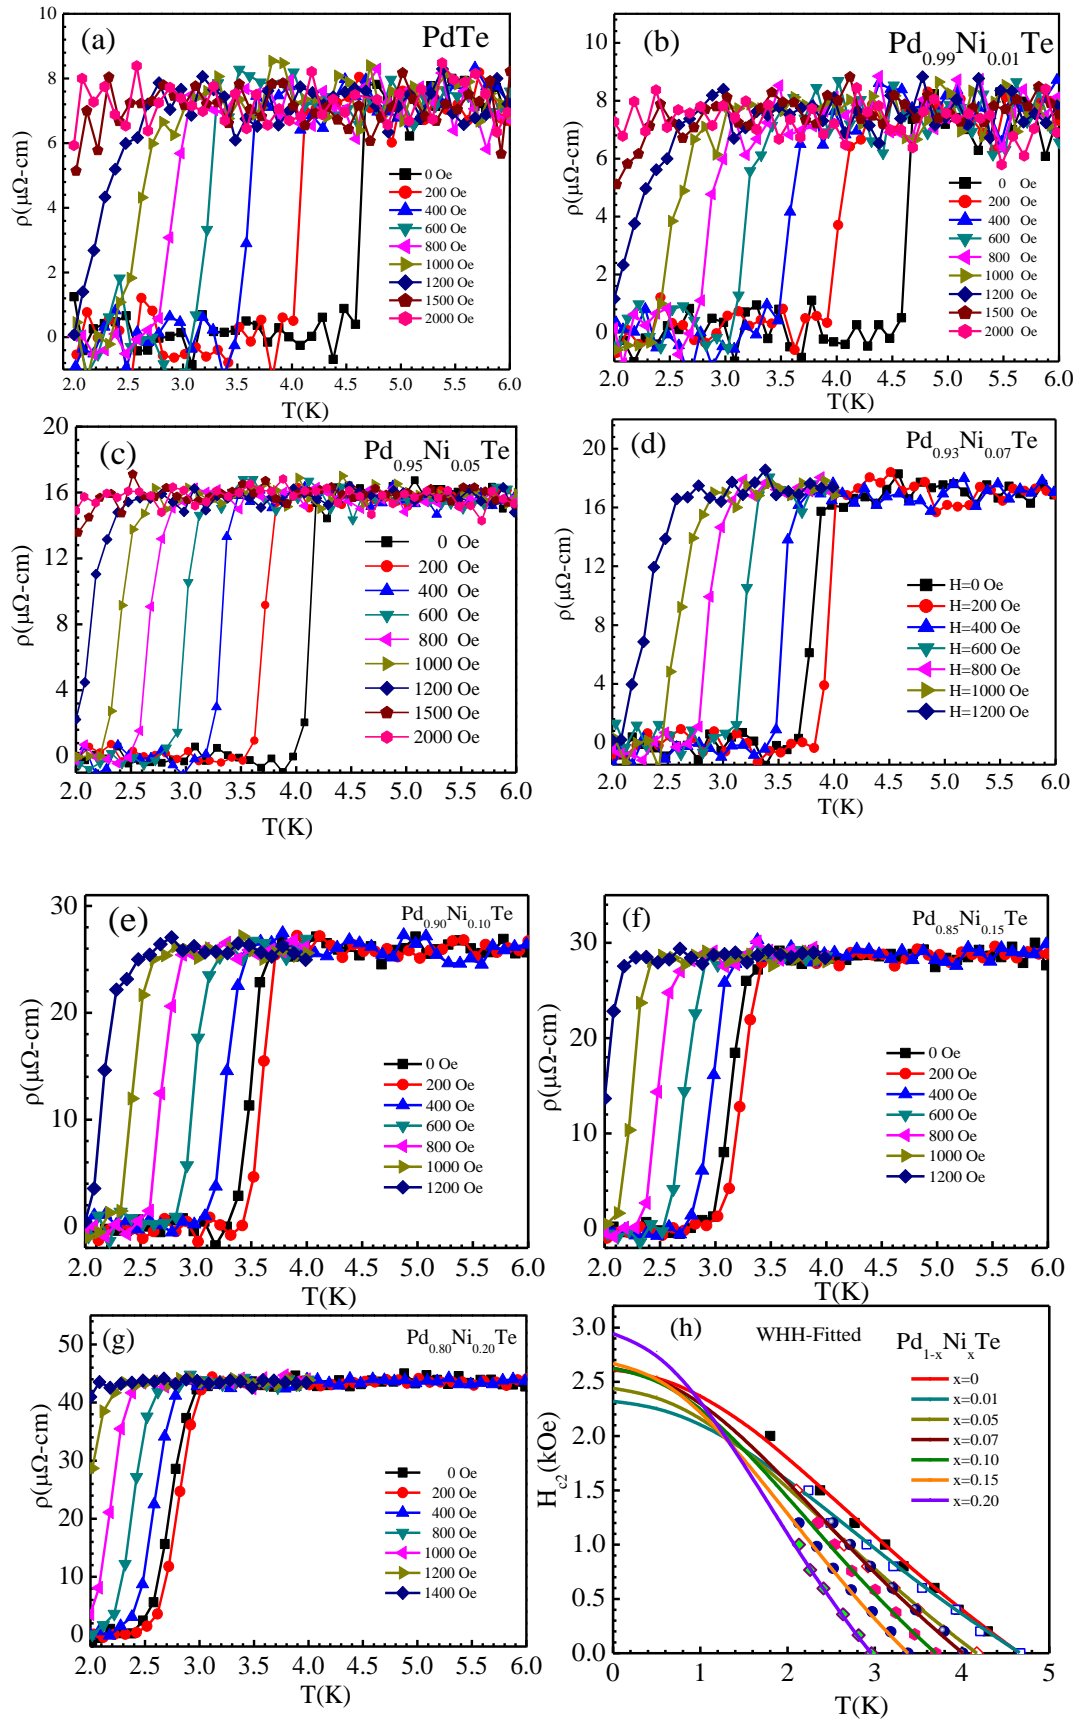 (a) PdTe
ρ(μΩ-cm)
10
8
6
4
2
0
0 Oe
200 Oe
400 Oe
600 Oe
800 Oe
1000 Oe
1200 Oe
1500 Oe
2000 Oe
2.0 2.5 3.0 3.5 4.0 4.5 5.0 5.5 6.0
T(K)
(b) Pd0.99Ni0.01Te
ρ(μΩ-cm)
10
8
6
4
2
0
0 Oe
200 Oe
400 Oe
600 Oe
800 Oe
1000 Oe
1200 Oe
1500 Oe
2000 Oe
2.0 2.5 3.0 3.5 4.0 4.5 5.0 5.5 6.0
T(K)
(c) Pd0.95Ni0.05Te
ρ(μΩ-cm)
20
16
12
8
4
0
0 Oe
200 Oe
400 Oe
600 Oe
800 Oe
1000 Oe
1200 Oe
1500 Oe
2000 Oe
2.0 2.5 3.0 3.5 4.0 4.5 5.0 5.5 6.0
T(K)
(d) Pd0.93Ni0.07Te
ρ(μΩ-cm)
20
16
12
8
4
0
H=0 Oe
H=200 Oe
H=400 Oe
H=600 Oe
H=800 Oe
H=1000 Oe
H=1200 Oe
2.0 2.5 3.0 3.5 4.0 4.5 5.0 5.5 6.0
T(K)
(e) Pd0.90Ni0.10Te
ρ(μΩ-cm)
30
20
10
0
0 Oe
200 Oe
400 Oe
600 Oe
800 Oe
1000 Oe
1200 Oe
2.0 2.5 3.0 3.5 4.0 4.5 5.0 5.5 6.0
T(K)
(f) Pd0.85Ni0.15Te
ρ(μΩ-cm)
30
20
10
0
0 Oe
200 Oe
400 Oe
600 Oe
800 Oe
1000 Oe
1200 Oe
2.0 2.5 3.0 3.5 4.0 4.5 5.0 5.5 6.0
T(K)
(g) Pd0.80Ni0.20Te
ρ(μΩ-cm)
50
40
30
20
10
0
0 Oe
200 Oe
400 Oe
800 Oe
1000 Oe
1200 Oe
1400 Oe
2.0 2.5 3.0 3.5 4.0 4.5 5.0 5.5 6.0
T(K)
(h) WHH-Fitted Pd1-xNixTe
Hc2(kOe)
3.0
2.5
2.0
1.5
1.0
0.5
0.0
x=0
x=0.01
x=0.05
x=0.07
x=0.10
x=0.15
x=0.20
0 1 2 3 4 5
T(K)